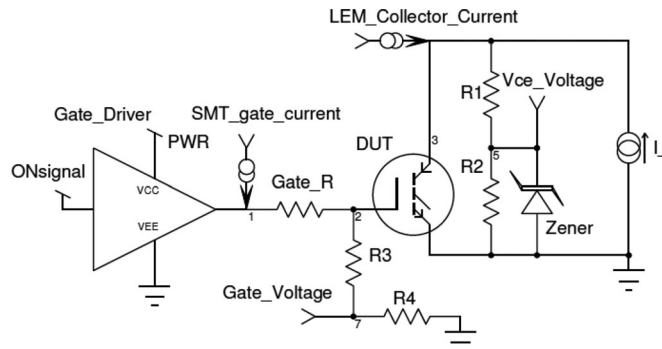 LEM_Collector_Current
R1
Vce_Voltage
SMT_gate_current
Gate_Driver
PWR
DUT
3
I_
ONsignal
VCC
Gate_R
5
R2
VEE
1
2
Zener
R3
Gate_Voltage
R4
7